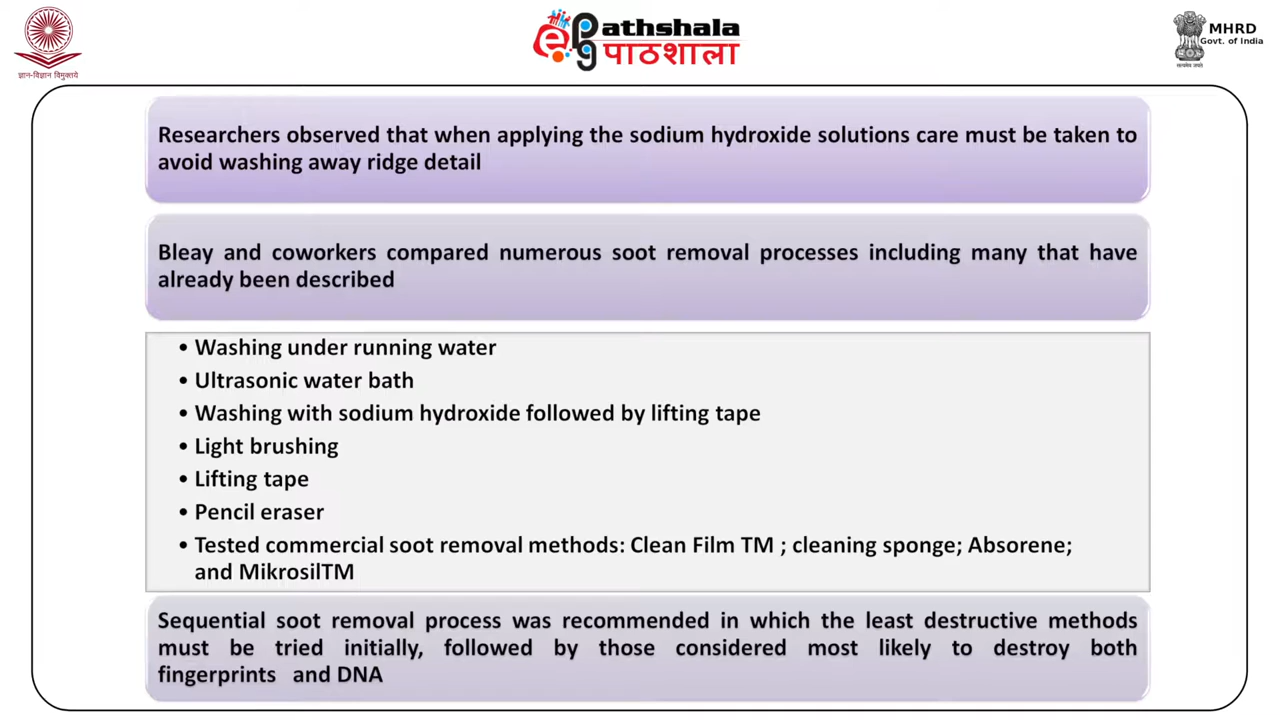 ज्ञान-विज्ञान विमुक्तये
ePG Pathshala
पाठशाला
MHRD
Govt. of India
सत्यमेव जयते
Researchers observed that when applying the sodium hydroxide solutions care must be taken to
avoid washing away ridge detail
Bleay and coworkers compared numerous soot removal processes including many that have
already been described
• Washing under running water
• Ultrasonic water bath
• Washing with sodium hydroxide followed by lifting tape
• Light brushing
• Lifting tape
• Pencil eraser
• Tested commercial soot removal methods: Clean Film TM ; cleaning sponge; Absorene;
and MikrosilTM
Sequential soot removal process was recommended in which the least destructive methods
must be tried initially, followed by those considered most likely to destroy both
fingerprints and DNA